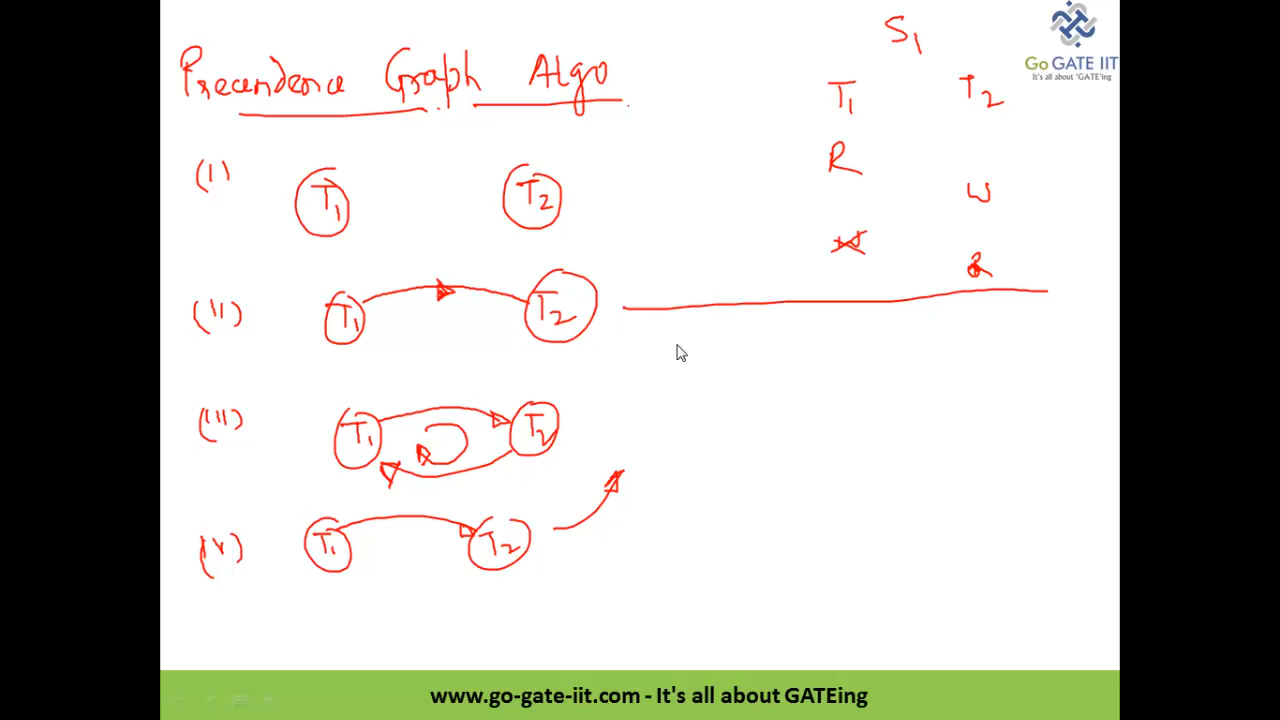 Precendence Graph Algo
(I) T1 T2
(II) T1 T2
(III) T1 T2
(IV) T1 T2
S1
T1 T2
R
W
W
R
Go GATE IIT
It's all about 'GATE'ing
www.go-gate-iit.com - It's all about GATEing